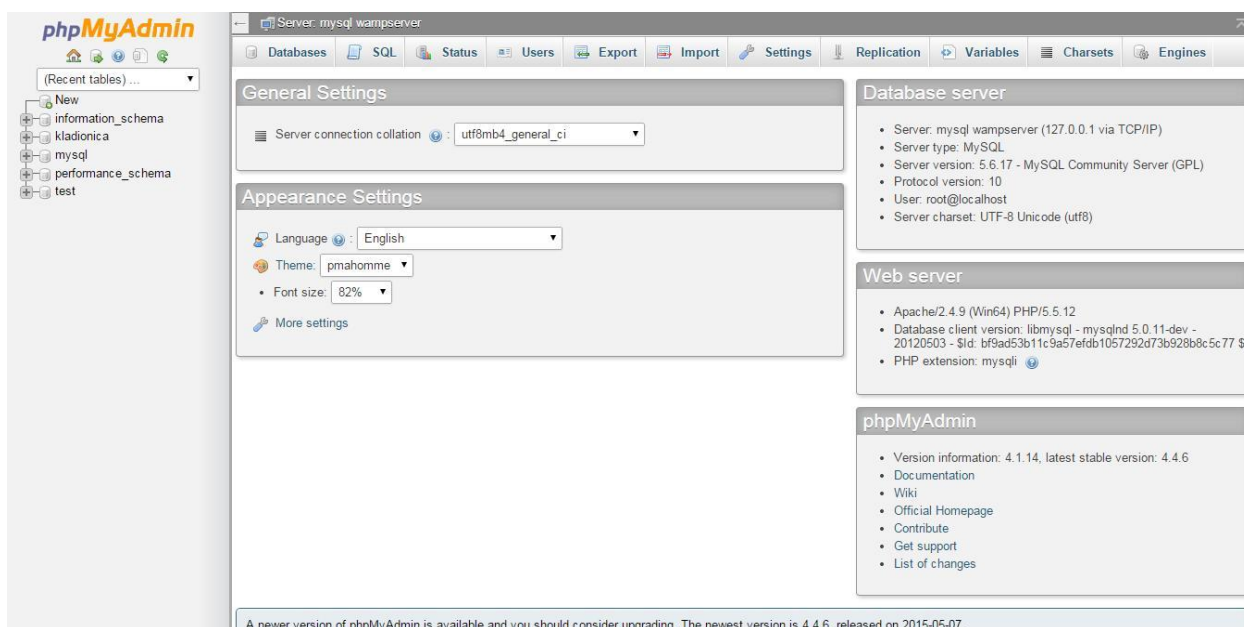 phpMyAdmin
(Recent tables) ...
New
information_schema
kladionica
mysql
performance_schema
test
Server: mysql wampserver
Databases SQL Status Users Export Import Settings Replication Variables Charsets Engines
General Settings
Server connection collation : utf8mb4_general_ci
Appearance Settings
Language : English
Theme: pmahomme
Font size: 82%
More settings
Database server
Server: mysql wampserver (127.0.0.1 via TCP/IP)
Server type: MySQL
Server version: 5.6.17 - MySQL Community Server (GPL)
Protocol version: 10
User: root@localhost
Server charset: UTF-8 Unicode (utf8)
Web server
Apache/2.4.9 (Win64) PHP/5.5.12
Database client version: libmysql - mysqlnd 5.0.11-dev -
20120503 - $Id: bf9ad53b11c9a57efdb1057292d73b928b8c5c77 $
PHP extension: mysqli
phpMyAdmin
Version information: 4.1.14, latest stable version: 4.4.6
Documentation
Wiki
Official Homepage
Contribute
Get support
List of changes
A newer version of phpMyAdmin is available and you should consider upgrading. The newest version is 4.4.6, released on 2015-05-07.